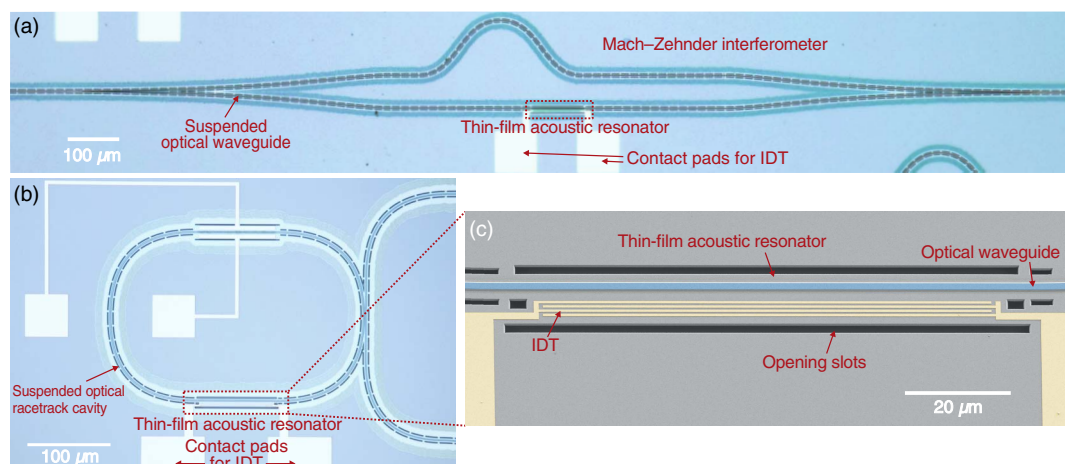 (a)
Mach–Zehnder interferometer
Suspended
optical waveguide
Thin-film acoustic resonator
Contact pads for IDT
100 µm
(b)
Suspended optical
racetrack cavity
Thin-film acoustic resonator
Contact pads
for IDT
100 µm
(c)
Thin-film acoustic resonator
Optical waveguide
IDT
Opening slots
20 µm